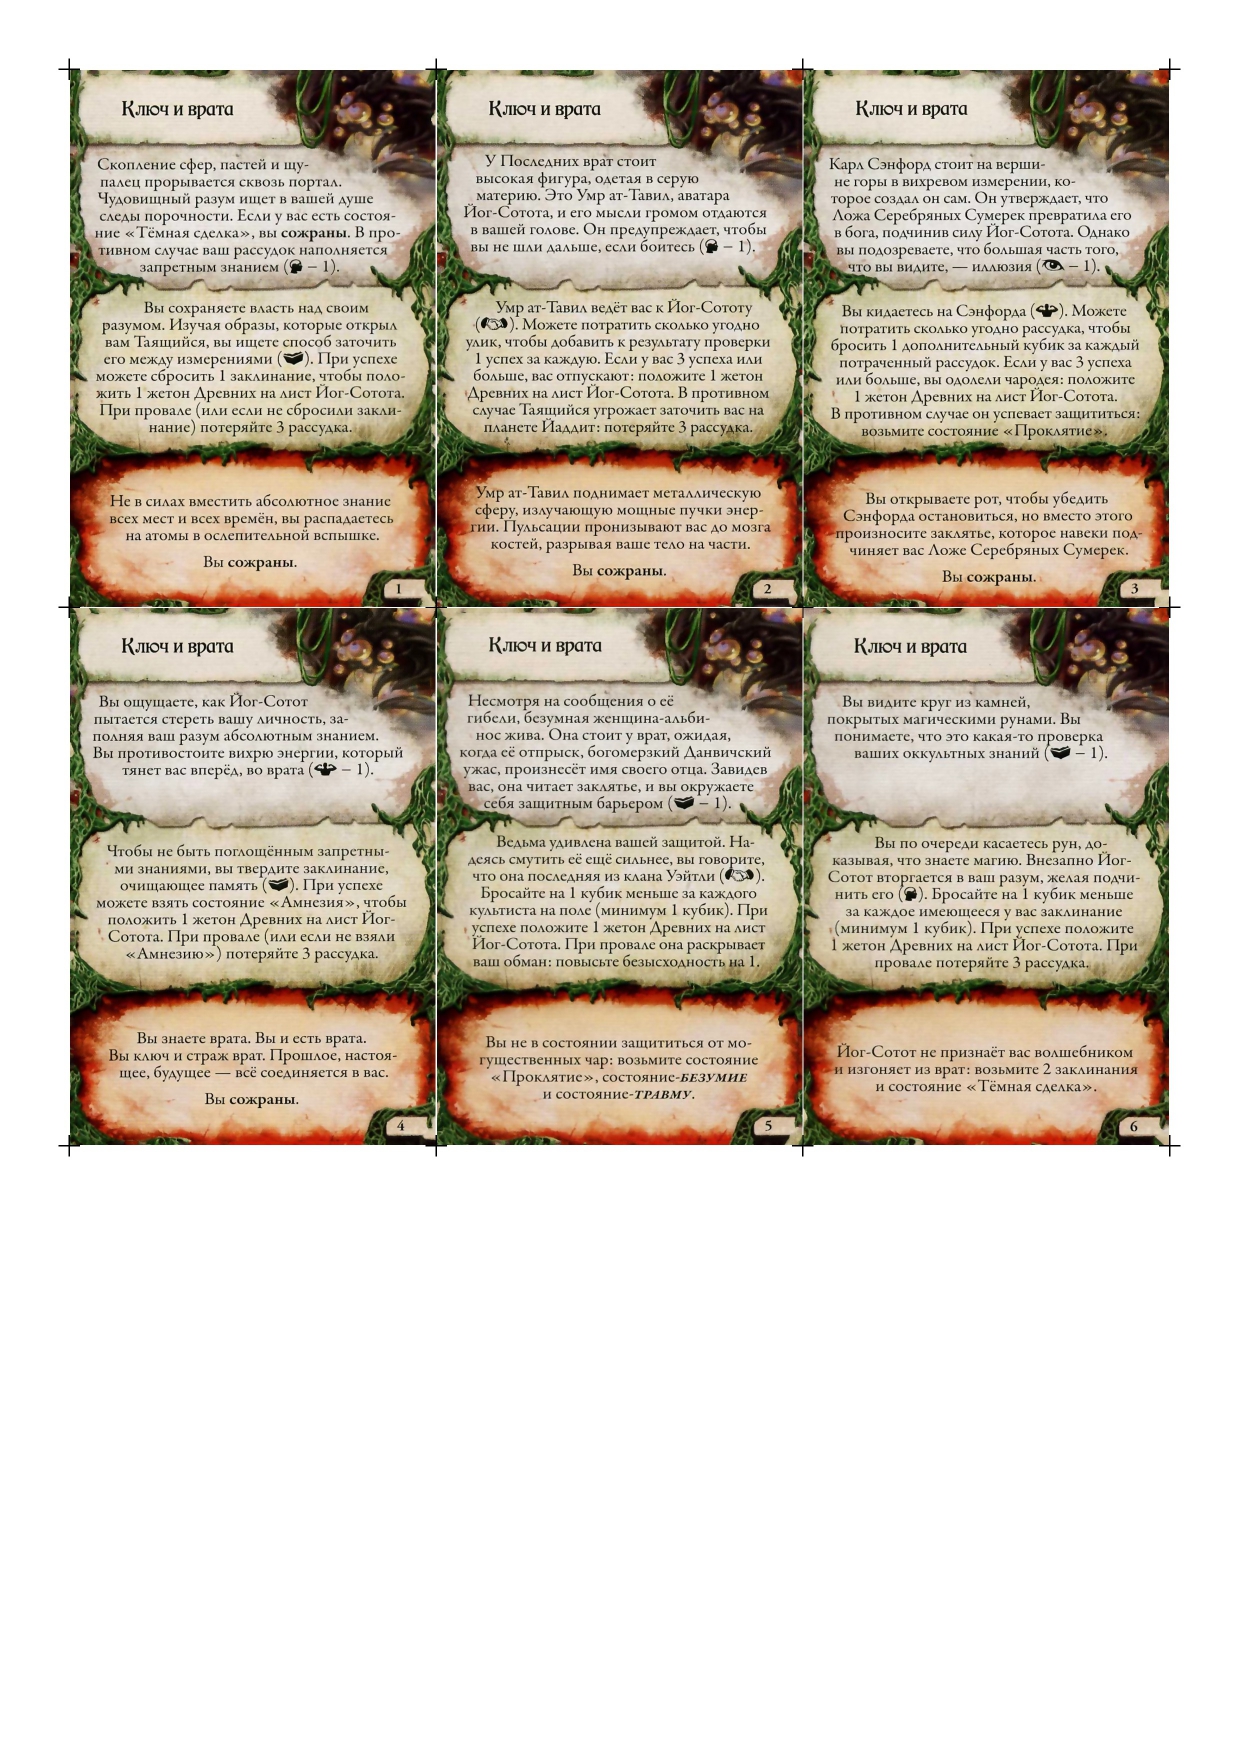 Ключ и врата
Скопление сфер, пастей и щу-
палец прорывается сквозь портал.
Чудовищный разум ищет в вашей душе
следы порочности. Если у вас есть состоя-
ние «Тёмная сделка», вы сожраны. В про-
тивном случае ваш рассудок наполняется
запретным знанием ( – 1).
Вы сохраняете власть над своим
разумом. Изучая образы, которые открыл
вам Таящийся, вы ищете способ заточить
его между измерениями ( ). При успехе
можете сбросить 1 заклинание, чтобы поло-
жить 1 жетон Древних на лист Йог-Сотота.
При провале (или если не сбросили закли-
нание) потеряйте 3 рассудка.
Не в силах вместить абсолютное знание
всех мест и всех времён, вы распадаетесь
на атомы в ослепительной вспышке.
Вы сожраны.
1
Ключ и врата
У Последних врат стоит
высокая фигура, одетая в серую
материю. Это Умр ат-Тавил, аватара
Йог-Сотота, и его мысли громом отдаются
в вашей голове. Он предупреждает, чтобы
вы не шли дальше, если боитесь ( – 1).
Умр ат-Тавил ведёт вас к Йог-Сототу
( ). Можете потратить сколько угодно
улик, чтобы добавить к результату проверки
1 успех за каждую. Если у вас 3 успеха или
больше, вас отпускают: положите 1 жетон
Древних на лист Йог-Сотота. В противном
случае Таящийся угрожает заточить вас на
планете Йаддит: потеряйте 3 рассудка.
Умр ат-Тавил поднимает металлическую
сферу, излучающую мощные пучки энер-
гии. Пульсации пронизывают вас до мозга
костей, разрывая ваше тело на части.
Вы сожраны.
2
Ключ и врата
Карл Сэнфорд стоит на верши-
не горы в вихревом измерении, ко-
торое создал он сам. Он утверждает, что
Ложа Серебряных Сумерек превратила его
в бога, подчинив силу Йог-Сотота. Однако
вы подозреваете, что большая часть того,
что вы видите, — иллюзия ( – 1).
Вы кидаетесь на Сэнфорда ( ). Можете
потратить сколько угодно рассудка, чтобы
бросить 1 дополнительный кубик за каждый
потраченный рассудок. Если у вас 3 успеха
или больше, вы одолели чародея: положите
1 жетон Древних на лист Йог-Сотота.
В противном случае он успевает защититься:
возьмите состояние «Проклятие».
Вы открываете рот, чтобы убедить
Сэнфорда остановиться, но вместо этого
произносите заклятье, которое навеки под-
чиняет вас Ложе Серебряных Сумерек.
Вы сожраны.
3
Ключ и врата
Вы ощущаете, как Йог-Сотот
пытается стереть вашу личность, за-
полняя ваш разум абсолютным знанием.
Вы противостоите вихрю энергии, который
тянет вас вперёд, во врата ( – 1).
Чтобы не быть поглощённым запретны-
ми знаниями, вы твердите заклинание,
очищающее память ( ). При успехе
можете взять состояние «Амнезия», чтобы
положить 1 жетон Древних на лист Йог-
Сотота. При провале (или если не взяли
«Амнезию») потеряйте 3 рассудка.
Вы знаете врата. Вы и есть врата.
Вы ключ и страж врат. Прошлое, настоя-
щее, будущее — всё соединяется в вас.
Вы сожраны.
4
Ключ и врата
Несмотря на сообщения о её
гибели, безумная женщина-альби-
нос жива. Она стоит у врат, ожидая,
когда её отпрыск, богомерзкий Данвичский
ужас, произнесёт имя своего отца. Завидев
вас, она читает заклятье, и вы окружаете
себя защитным барьером ( – 1).
Ведьма удивлена вашей защитой. На-
деясь смутить её ещё сильнее, вы говорите,
что она последняя из клана Уэйтли ( ).
Бросайте на 1 кубик меньше за каждого
культиста на поле (минимум 1 кубик). При
успехе положите 1 жетон Древних на лист
Йог-Сотота. При провале она раскрывает
ваш обман: повысьте безысходность на 1.
Вы не в состоянии защититься от мо-
гущественных чар: возьмите состояние
«Проклятие», состояние-БЕЗУМИЕ
и состояние-ТРАВМУ.
5
Ключ и врата
Вы видите круг из камней,
покрытых магическими рунами. Вы
понимаете, что это какая-то проверка
ваших оккультных знаний ( – 1).
Вы по очереди касаетесь рун, до-
казывая, что знаете магию. Внезапно Йог-
Сотот вторгается в ваш разум, желая подчи-
нить его ( ). Бросайте на 1 кубик меньше
за каждое имеющееся у вас заклинание
(минимум 1 кубик). При успехе положите
1 жетон Древних на лист Йог-Сотота. При
провале потеряйте 3 рассудка.
Йог-Сотот не признаёт вас волшебником
и изгоняет из врат: возьмите 2 заклинания
и состояние «Тёмная сделка».
6